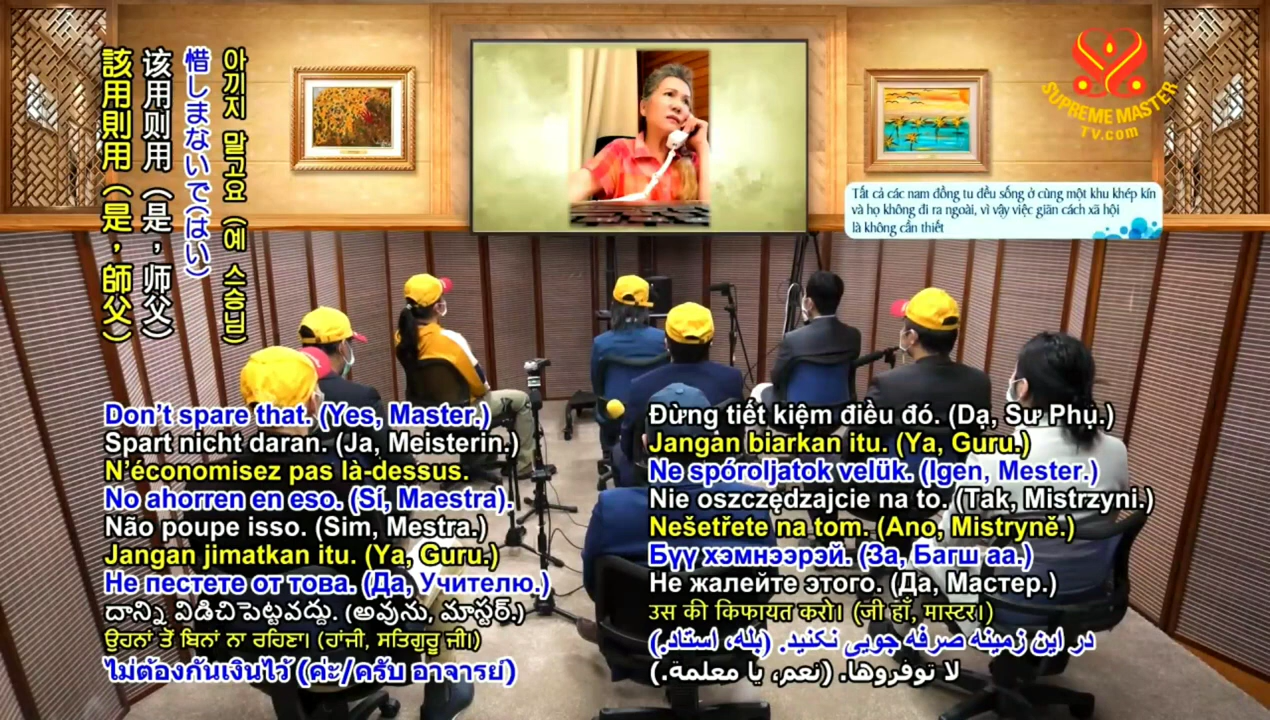 아끼지 말고요 (예 스승님)
惜しまないで(はい)
该用则用（是，师父）
該用則用（是，師父）
SUPREME MASTER
TV.com
Tất cả các nam đồng tu đều sống ở cùng một khu khép kín
và họ không đi ra ngoài, vì vậy việc giãn cách xã hội
là không cần thiết
Don't spare that. (Yes, Master.)
Spart nicht daran. (Ja, Meisterin.)
N'économisez pas là-dessus.
No ahorren en eso. (Sí, Maestra).
Não poupe isso. (Sim, Mestra.)
Jangan jimatkan itu. (Ya, Guru.)
Не пестете от това. (Да, Учителю.)
దాన్ని విడిచిపెట్టవద్దు. (అవును, మాస్టర్.)
ਉਹਨਾਂ ਤੋਂ ਬਿਨਾਂ ਨਾ ਰਹਿਣਾ। (ਹਾਂਜੀ, ਸਤਿਗੁਰੂ ਜੀ।)
ไม่ต้องกันเงินไว้ (ค่ะ/ครับ อาจารย์)
Đừng tiết kiệm điều đó. (Dạ, Sư Phụ.)
Jangan biarkan itu. (Ya, Guru.)
Ne spóroljatok velük. (Igen, Mester.)
Nie oszczędzajcie na to. (Tak, Mistrzyni.)
Nešetřete na tom. (Ano, Mistryně.)
Бүү хэмнээрэй. (За, Багш аа.)
Не жалейте этого. (Да, Мастер.)
उस की किफायत करो। (जी हाँ, मास्टर।)
در این زمینه صرفه جویی نکنید. (بله، استاد.)
لا توفروها. (نعم، يا معلمة.)